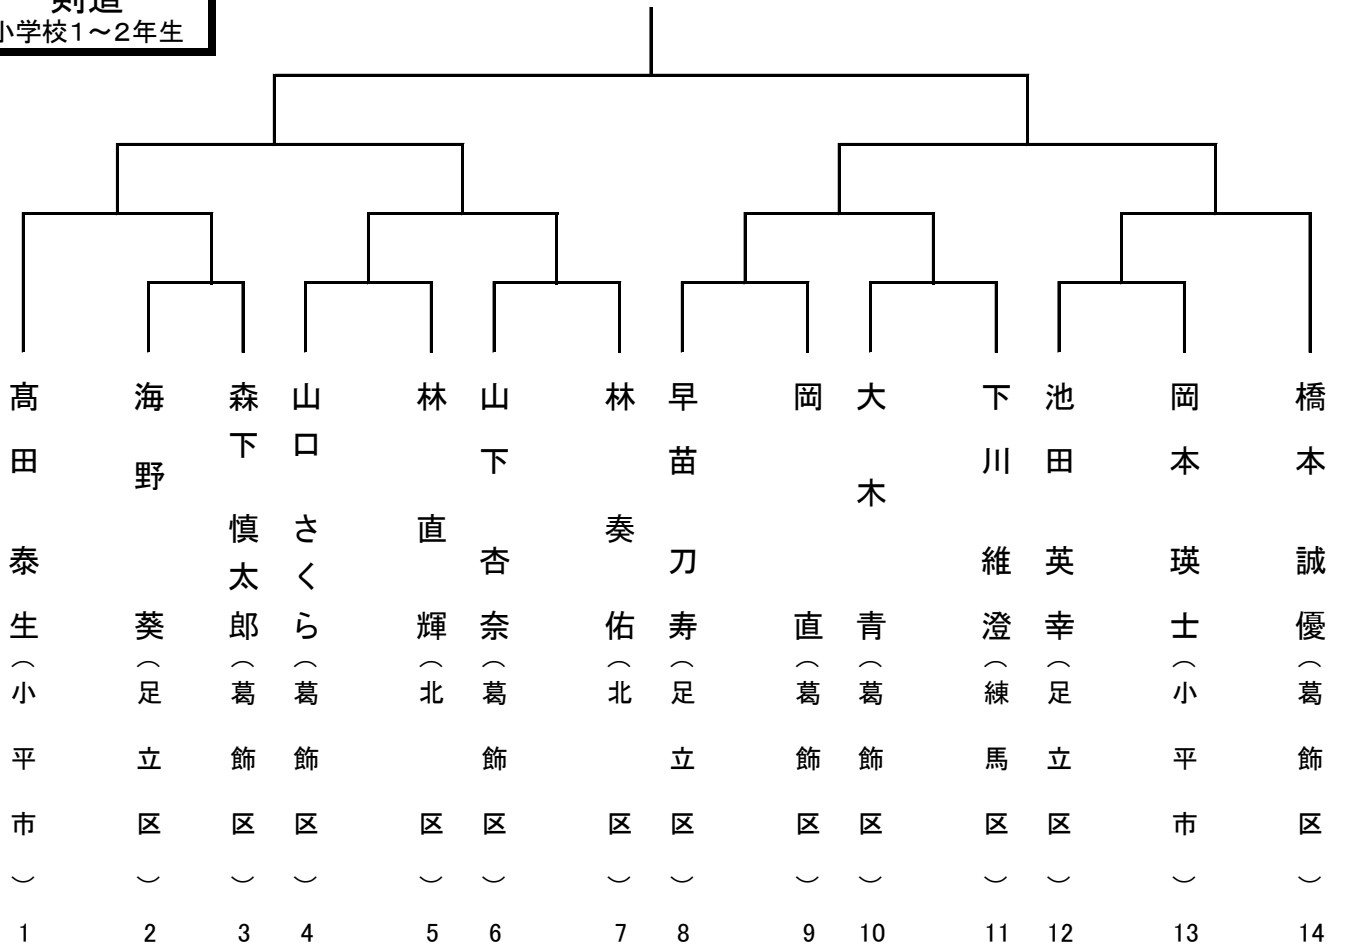 剣道
小学校1～2年生
髙田 泰生（小平市） 1
海野 葵（足立区） 2
森下 慎太郎（葛飾区） 3
山口 さくら（葛飾区） 4
林 直輝（北区） 5
山下 杏奈（葛飾区） 6
林 奏佑（北区） 7
早苗 刀寿（足立区） 8
岡 直（葛飾区） 9
大木 青（葛飾区） 10
下川 維澄（練馬区） 11
池田 英幸（足立区） 12
岡本 瑛士（小平市） 13
橋本 誠優（葛飾区） 14